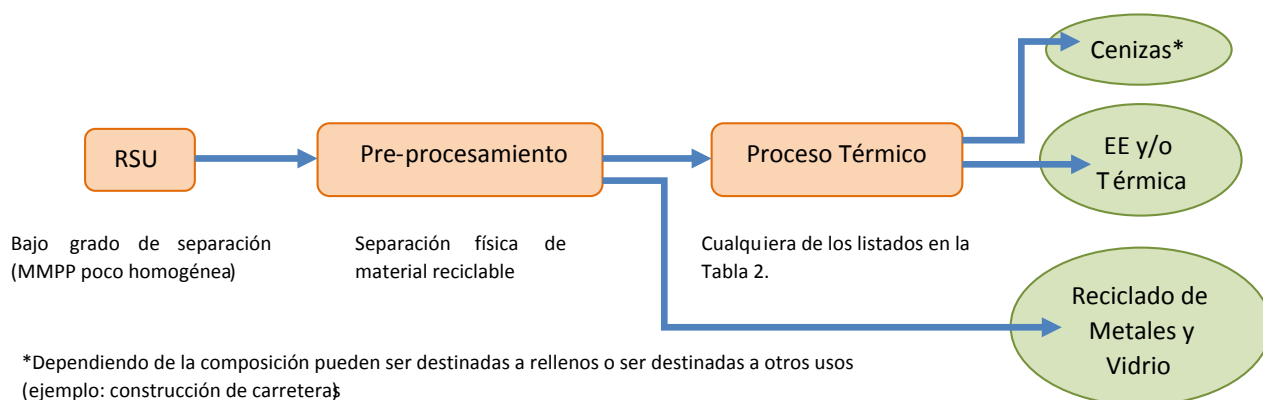 Cenizas*
RSU
Pre-procesamiento
Proceso Térmico
EE y/o
Térmica
Bajo grado de separación
(MMPP poco homogénea)
Separación física de
material reciclable
Cualquiera de los listados en la
Tabla 2.
Reciclado de
Metales y
Vidrio
*Dependiendo de la composición pueden ser destinadas a rellenos o ser destinadas a otros usos
(ejemplo: construcción de carreteras)